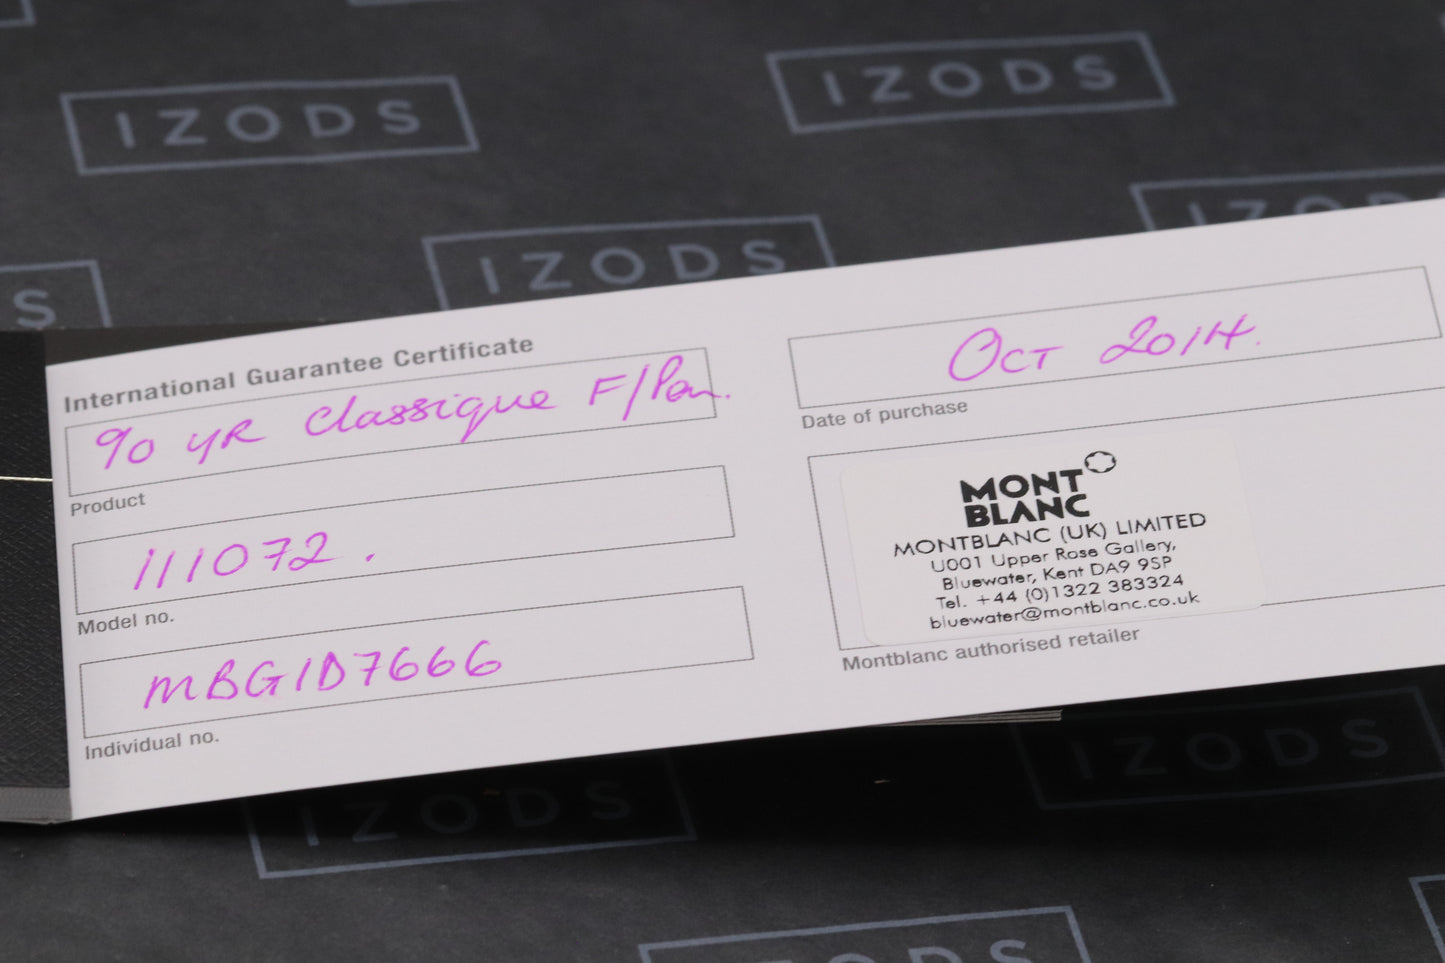 IZODS
IZODS
IZODS
IZODS
S
International Guarantee Certificate
90 YR Classique F/Pen.
Product
111072.
Model no.
MBG1D7666
Individual no.
Oct 2014.
Date of purchase
MONT
BLANC
MONTBLANC (UK) LIMITED
U001 Upper Rose Gallery,
Bluewater, Kent DA9 9SP
Tel. +44 (0)1322 383324
bluewater@montblanc.co.uk
Montblanc authorised retailer
IZODS
IZODS
ODS